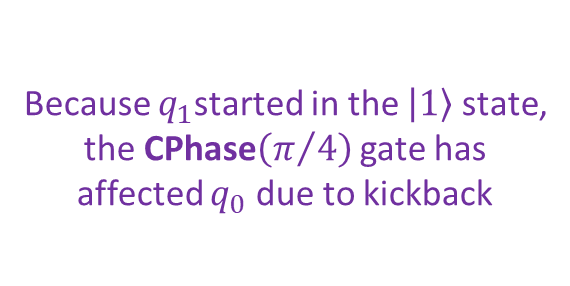 Because q₁ started in the |1⟩ state,
the CPhase(π/4) gate has
affected q₀ due to kickback